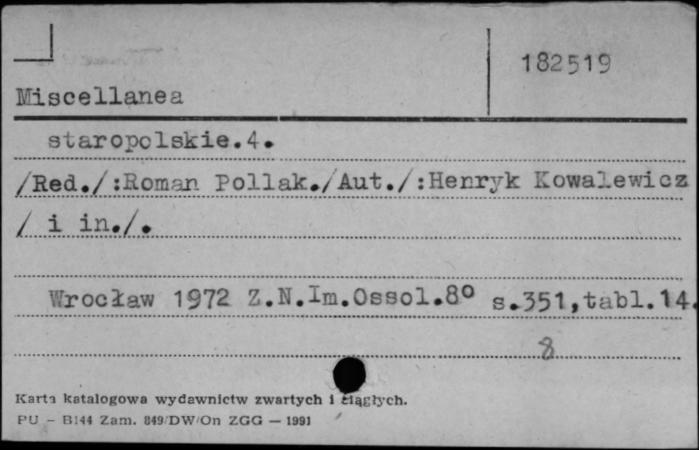 182519
Miscellanea
staropolskie.4.
/Red./:Roman Pollak./Aut./:Henryk Kowalewicz
/ i in./.
Wrocław 1972 Z.N.Im.Ossol.8° s.351,tabl.14.
8
Karta katalogowa wydawnictw zwartych i ciągłych.
PU - B144 Zam. 849/DW/On ZGG — 1991